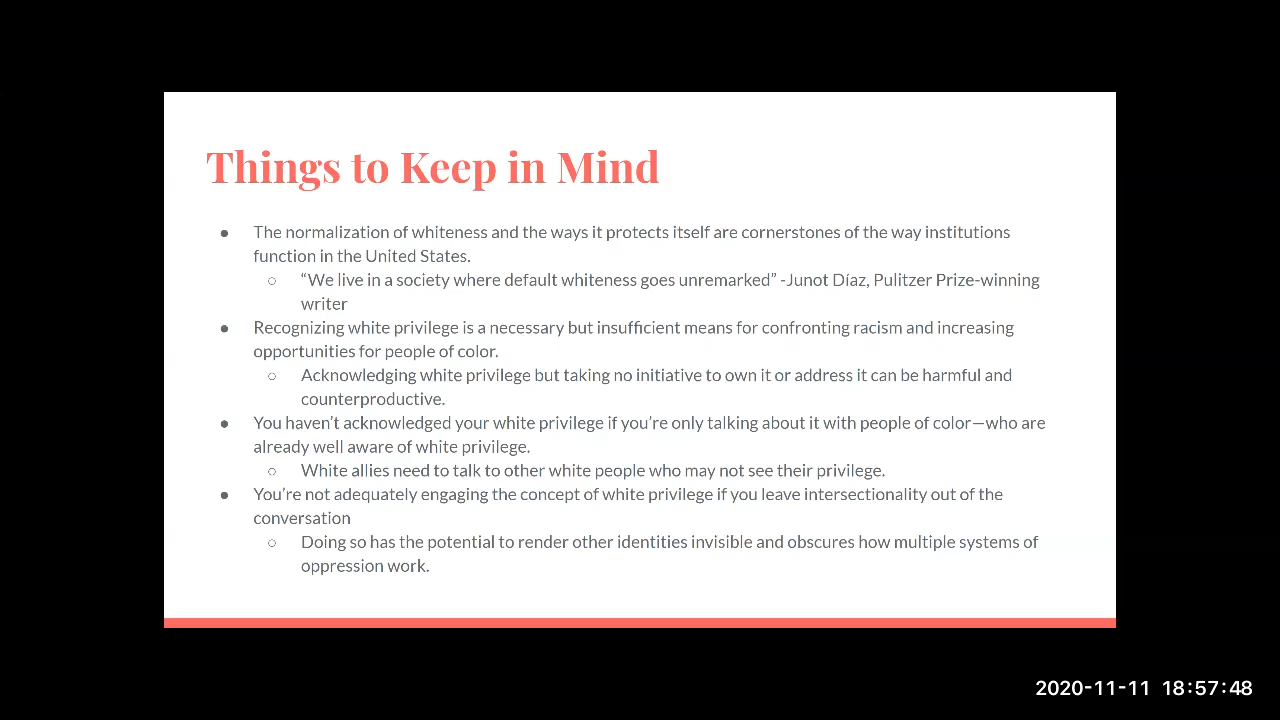 Things to Keep in Mind
● The normalization of whiteness and the ways it protects itself are cornerstones of the way institutions
function in the United States.
○ “We live in a society where default whiteness goes unremarked” -Junot Díaz, Pulitzer Prize-winning
writer
● Recognizing white privilege is a necessary but insufficient means for confronting racism and increasing
opportunities for people of color.
○ Acknowledging white privilege but taking no initiative to own it or address it can be harmful and
counterproductive.
● You haven’t acknowledged your white privilege if you’re only talking about it with people of color—who are
already well aware of white privilege.
○ White allies need to talk to other white people who may not see their privilege.
● You’re not adequately engaging the concept of white privilege if you leave intersectionality out of the
conversation
○ Doing so has the potential to render other identities invisible and obscures how multiple systems of
oppression work.
2020-11-11 18:57:48